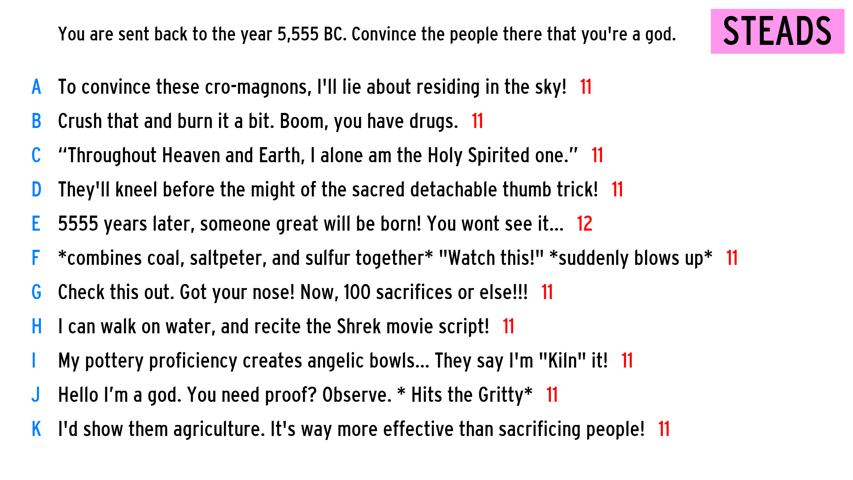 You are sent back to the year 5,555 BC. Convince the people there that you're a god.
STEADS
A To convince these cro-magnons, I'll lie about residing in the sky! 11
B Crush that and burn it a bit. Boom, you have drugs. 11
C “Throughout Heaven and Earth, I alone am the Holy Spirited one.” 11
D They'll kneel before the might of the sacred detachable thumb trick! 11
E 5555 years later, someone great will be born! You wont see it... 12
F *combines coal, saltpeter, and sulfur together* "Watch this!" *suddenly blows up* 11
G Check this out. Got your nose! Now, 100 sacrifices or else!!! 11
H I can walk on water, and recite the Shrek movie script! 11
I My pottery proficiency creates angelic bowls... They say I'm "Kiln" it! 11
J Hello I’m a god. You need proof? Observe. * Hits the Gritty* 11
K I'd show them agriculture. It's way more effective than sacrificing people! 11